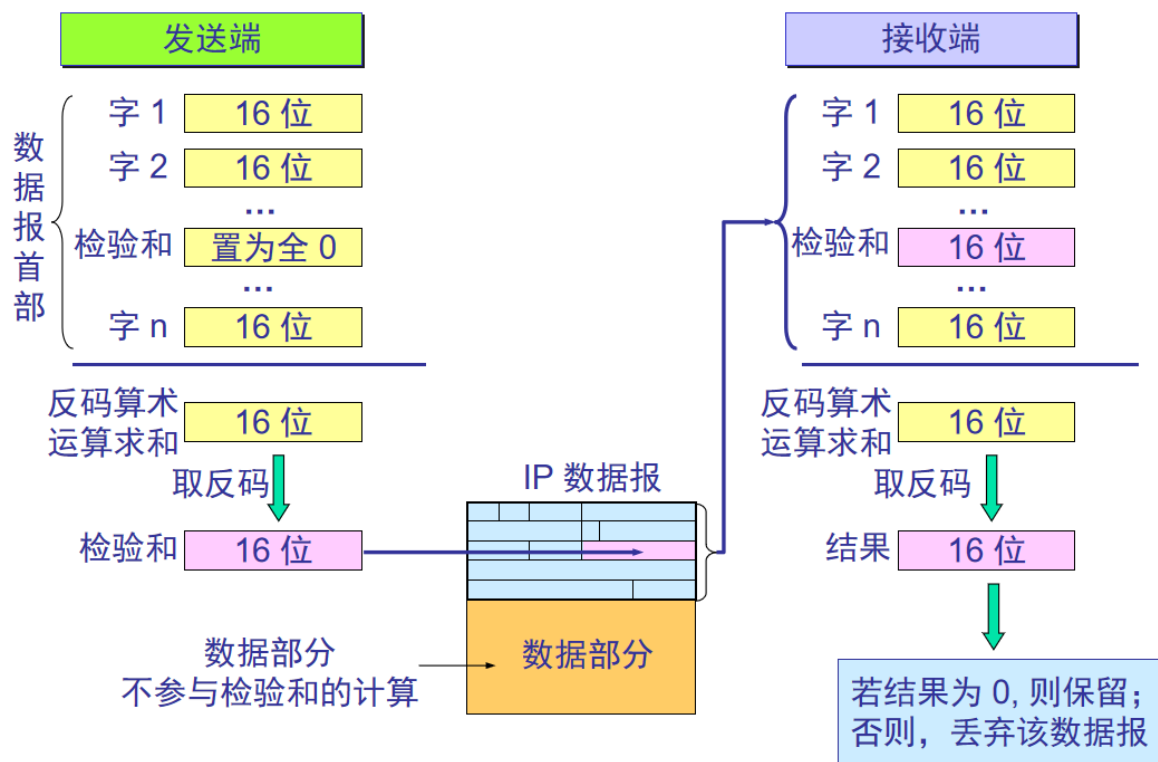 发送端
数据报首部
字 1 16 位
字 2 16 位
…
检验和 置为全 0
…
字 n 16 位
反码算术
运算求和 16 位
取反码
检验和 16 位
数据部分
不参与检验和的计算
IP 数据报
数据部分
接收端
字 1 16 位
字 2 16 位
…
检验和 16 位
…
字 n 16 位
反码算术
运算求和 16 位
取反码
结果 16 位
若结果为 0, 则保留；
否则，丢弃该数据报